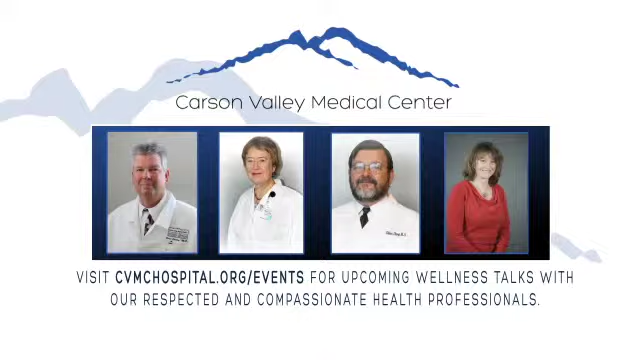 Carson Valley Medical Center
VISIT CVMCHOSPITAL.ORG/EVENTS FOR UPCOMING WELLNESS TALKS WITH
OUR RESPECTED AND COMPASSIONATE HEALTH PROFESSIONALS.